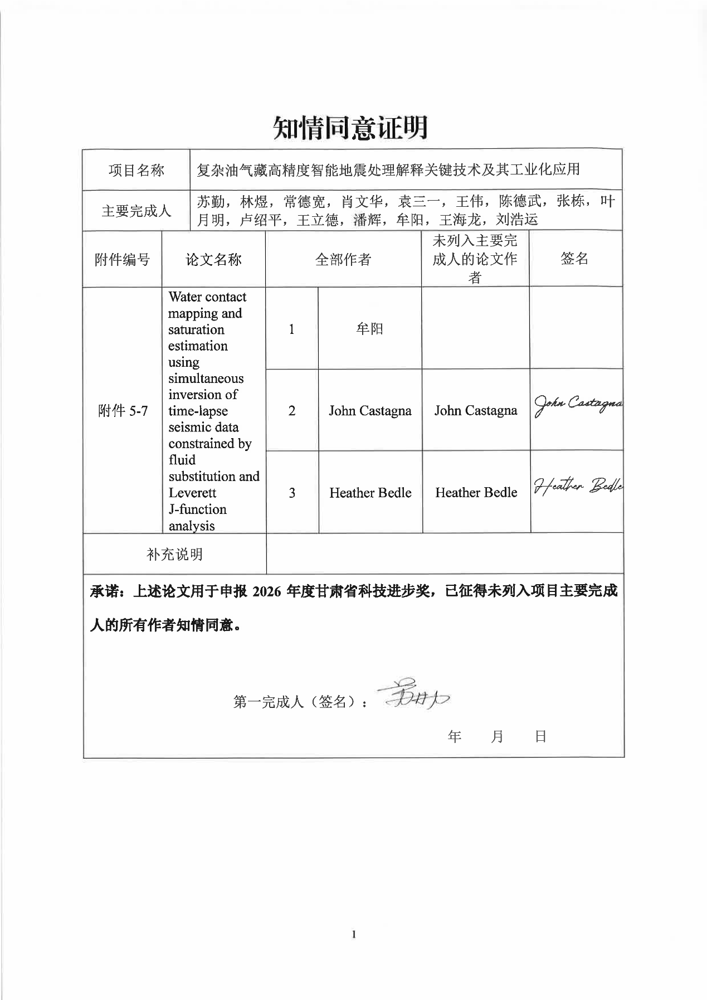 知情同意证明
项目名称
复杂油气藏高精度智能地震处理解释关键技术及其工业化应用
主要完成人
苏勤，林煜，常德宽，肖文华，袁三一，王伟，陈德武，张栋，叶
月明，卢绍平，王立德，潘辉，牟阳，王海龙，刘浩运
附件编号
论文名称
全部作者
未列入主要完
成人的论文作
者
签名
附件 5-7
Water contact
mapping and
saturation
estimation
using
simultaneous
inversion of
time-lapse
seismic data
constrained by
fluid
substitution and
Leverett
J-function
analysis
1
牟阳
2
John Castagna
John Castagna
John Castagna
3
Heather Bedle
Heather Bedle
Heather Bedle
补充说明
承诺：上述论文用于申报 2026 年度甘肃省科技进步奖，已征得未列入项目主要完成
人的所有作者知情同意。
第一完成人（签名）：
年 月 日
1